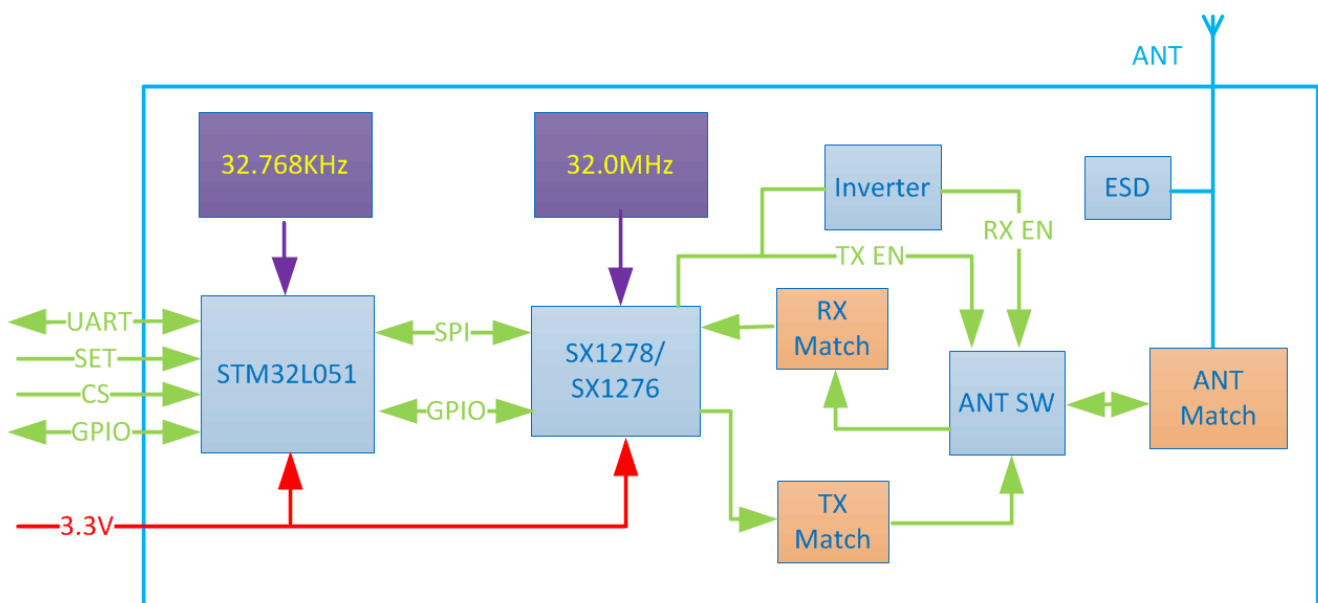 ANT
32.768KHz
32.0MHz
Inverter
ESD
RX EN
TX EN
UART
SET
CS
GPIO
STM32L051
SPI
GPIO
SX1278/
SX1276
RX
Match
ANT SW
ANT
Match
TX
Match
3.3V